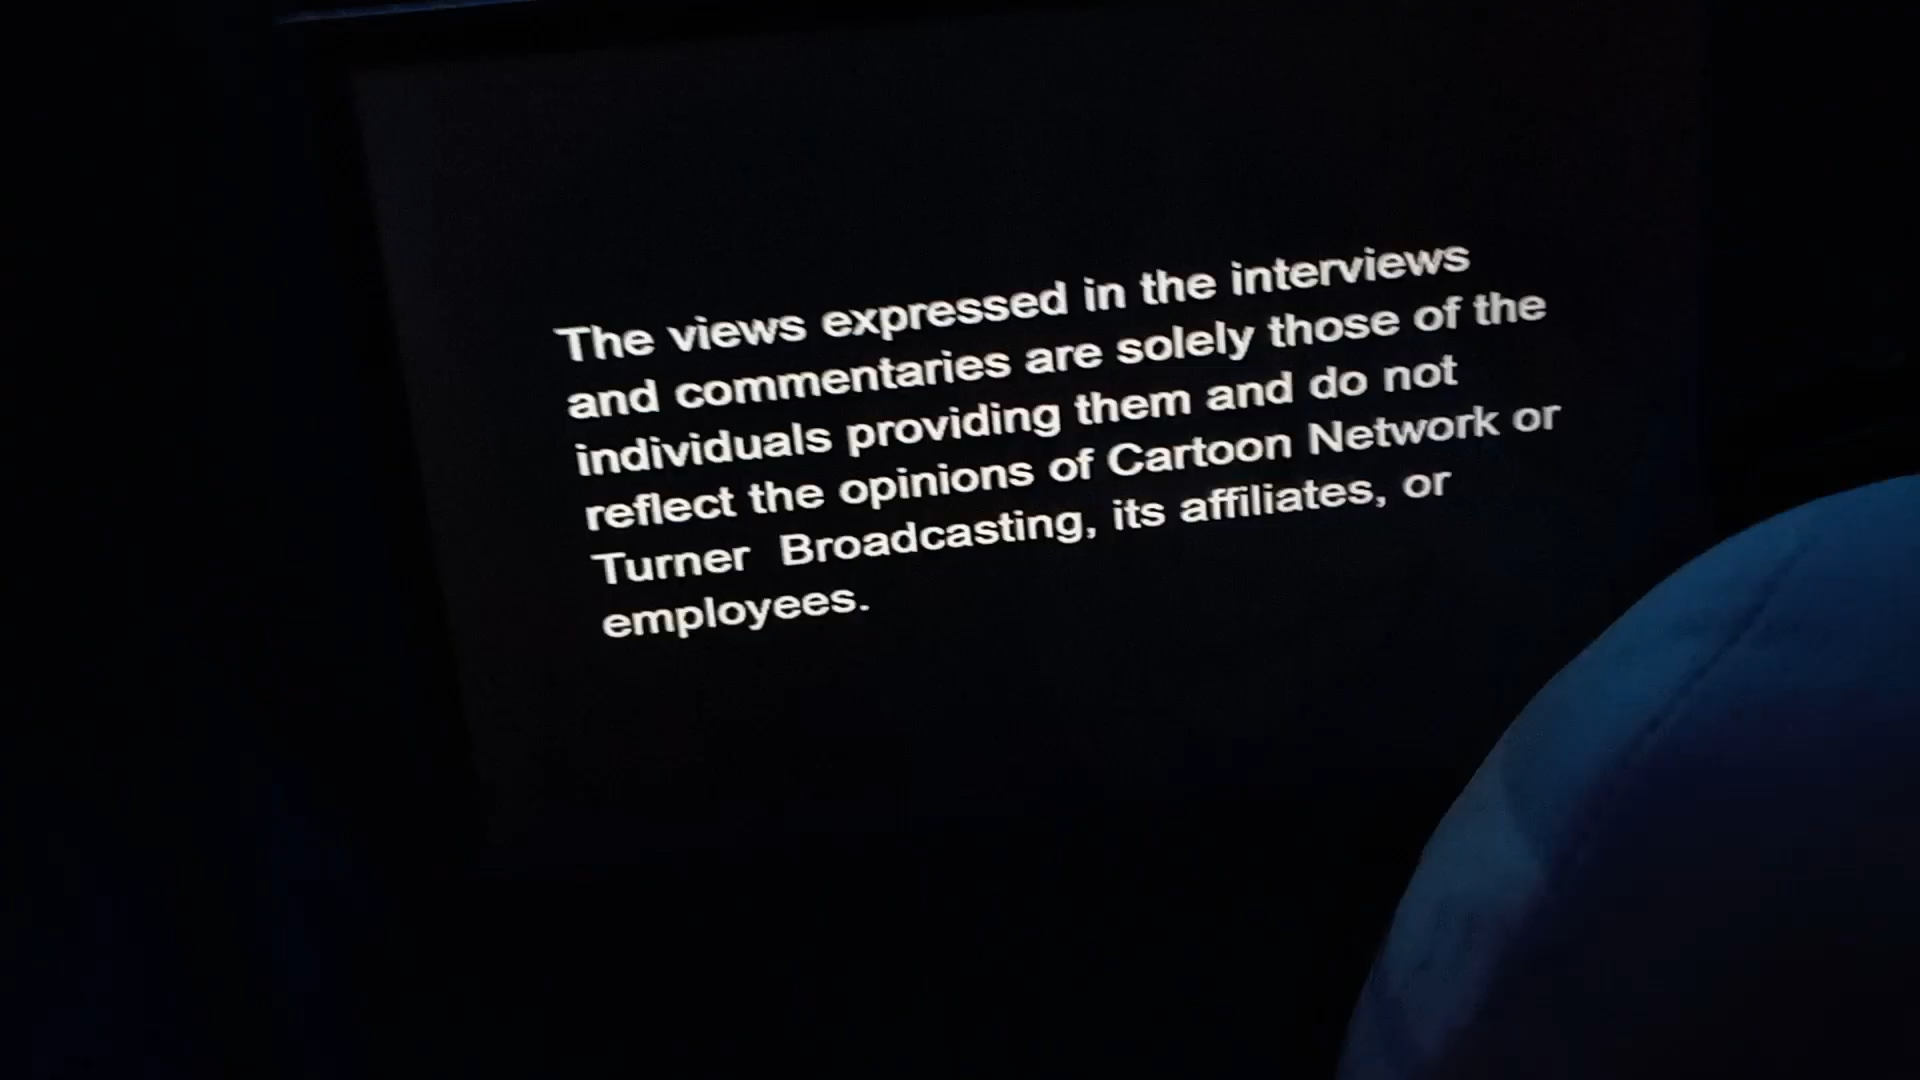 The views expressed in the interviews
and commentaries are solely those of the
individuals providing them and do not
reflect the opinions of Cartoon Network or
Turner  Broadcasting, its affiliates, or
employees.